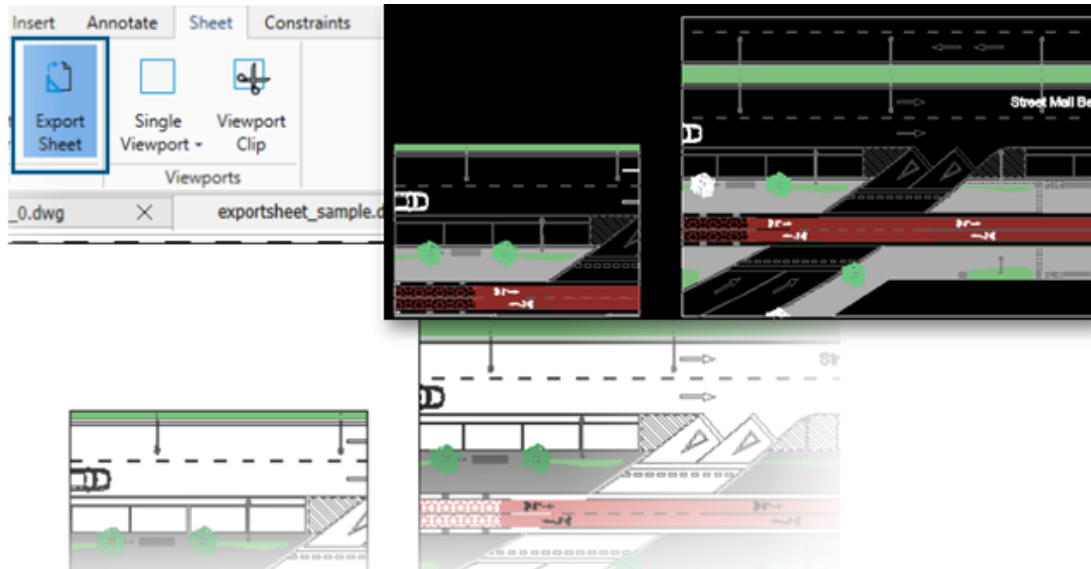 Insert Annotate Sheet Constraints
Export
Sheet
Single
Viewport
Viewport
Clip
Viewports
_0.dwg
exportsheet_sample.d
Street Mall Be